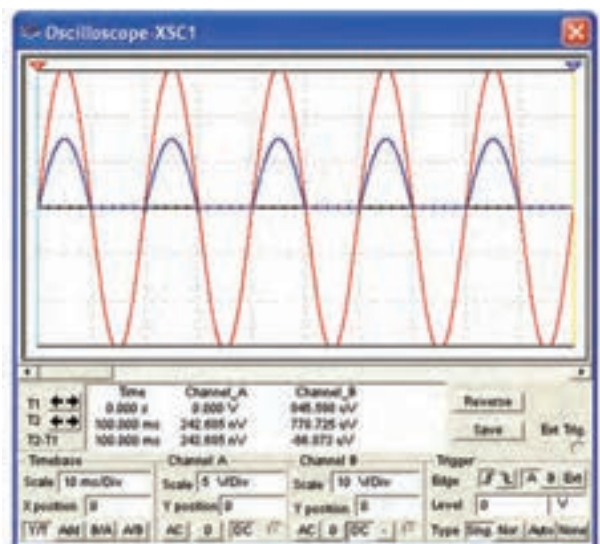 Oscilloscope-XSC1
Time Channel_A Channel_B
T1 0.000 s 0.000 V
T2 100.000 ms
T2-T1 100.000 ms
Reverse
Save
Ext Trig.
Timebase
Scale 10 ms/Div
X position 0
Y/T Add B/A A/B
Channel A
Scale 5 V/Div
Y position 0
AC 0 DC
Channel B
Scale 10 V/Div
Y position 0
AC 0 DC -
Trigger
Edge A B Ext
Level 0 V
Type Sing. Nor. Auto None